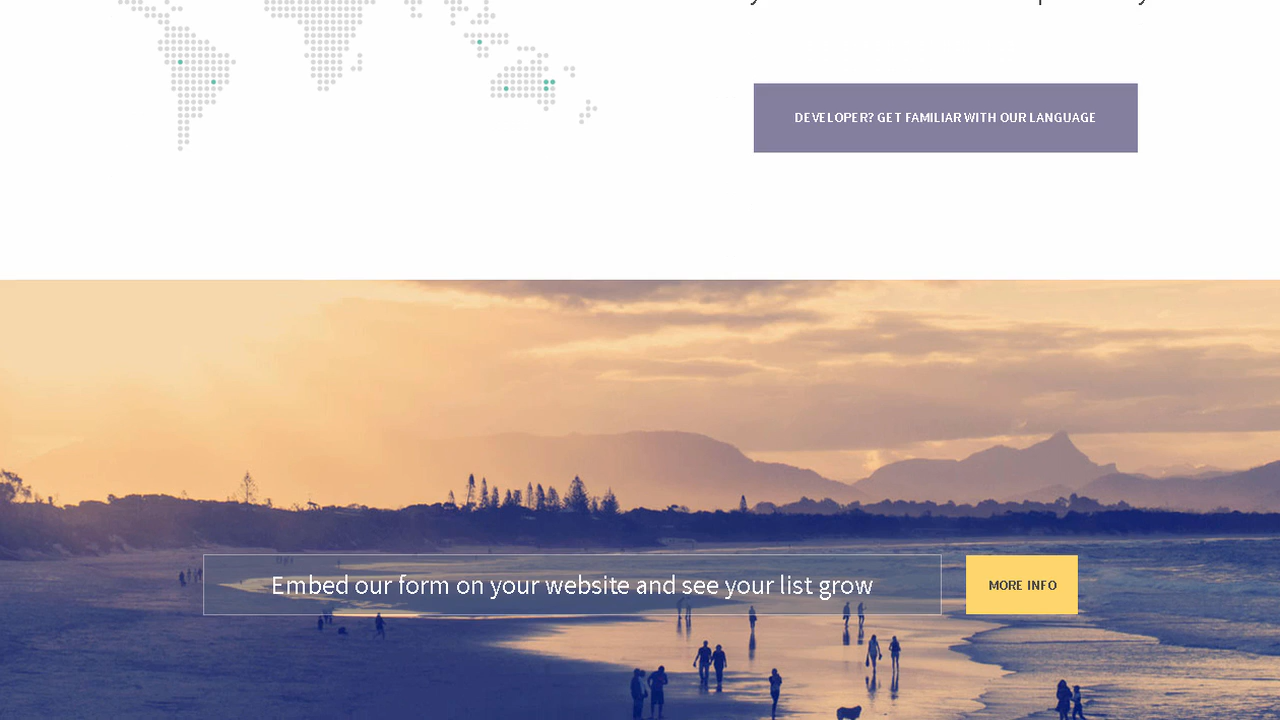 DEVELOPER? GET FAMILIAR WITH OUR LANGUAGE
Embed our form on your website and see your list grow
MORE INFO